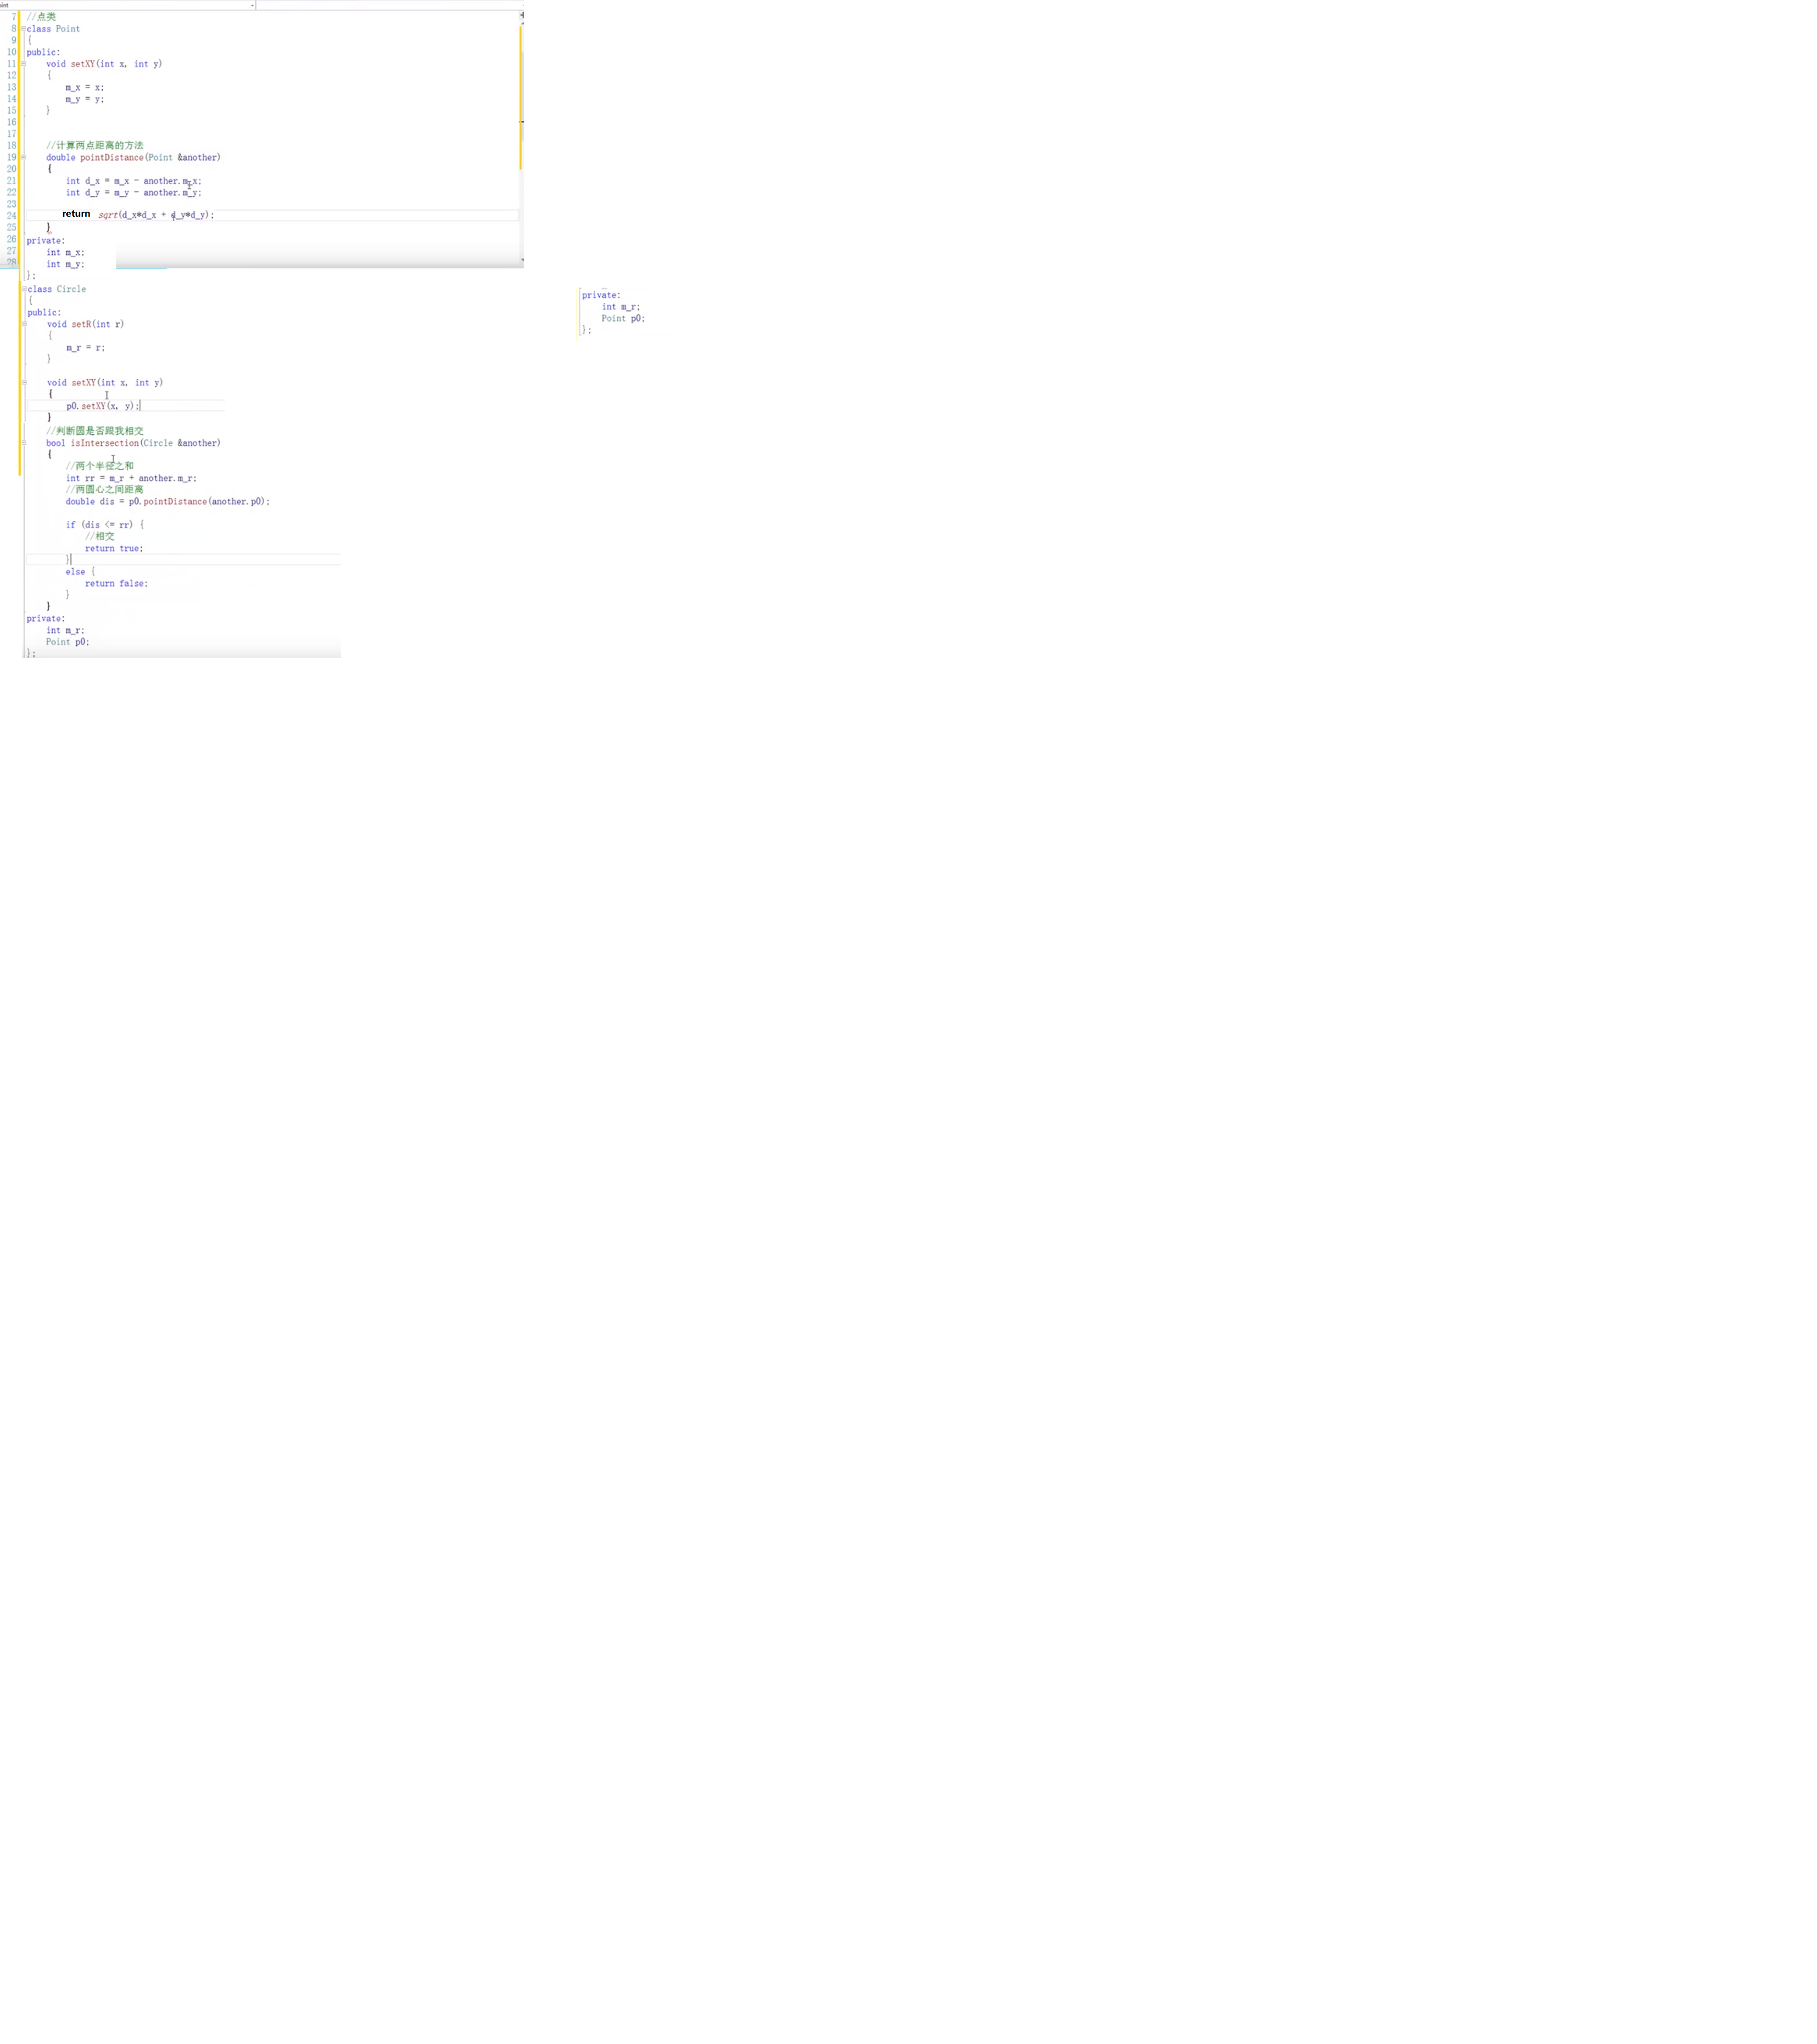 int
7 //点类
8 class Point
9 {
10 public:
11 void setXY(int x, int y)
12 {
13 m_x = x;
14 m_y = y;
15 }
16
17
18 //计算两点距离的方法
19 double pointDistance(Point &another)
20 {
21 int d_x = m_x - another.m_x;
22 int d_y = m_y - another.m_y;
23
24 return sqrt(d_x*d_x + d_y*d_y);
25 }
26 private:
27 int m_x;
28 int m_y;
};
class Circle
{
public:
void setR(int r)
{
m_r = r;
}
void setXY(int x, int y)
{
p0.setXY(x, y);
}
//判断圆是否跟我相交
bool isIntersection(Circle &another)
{
//两个半径之和
int rr = m_r + another.m_r;
//两圆心之间距离
double dis = p0.pointDistance(another.p0);
if (dis <= rr) {
//相交
return true;
}
else {
return false;
}
}
private:
int m_r;
Point p0;
};
private:
int m_r;
Point p0;
};